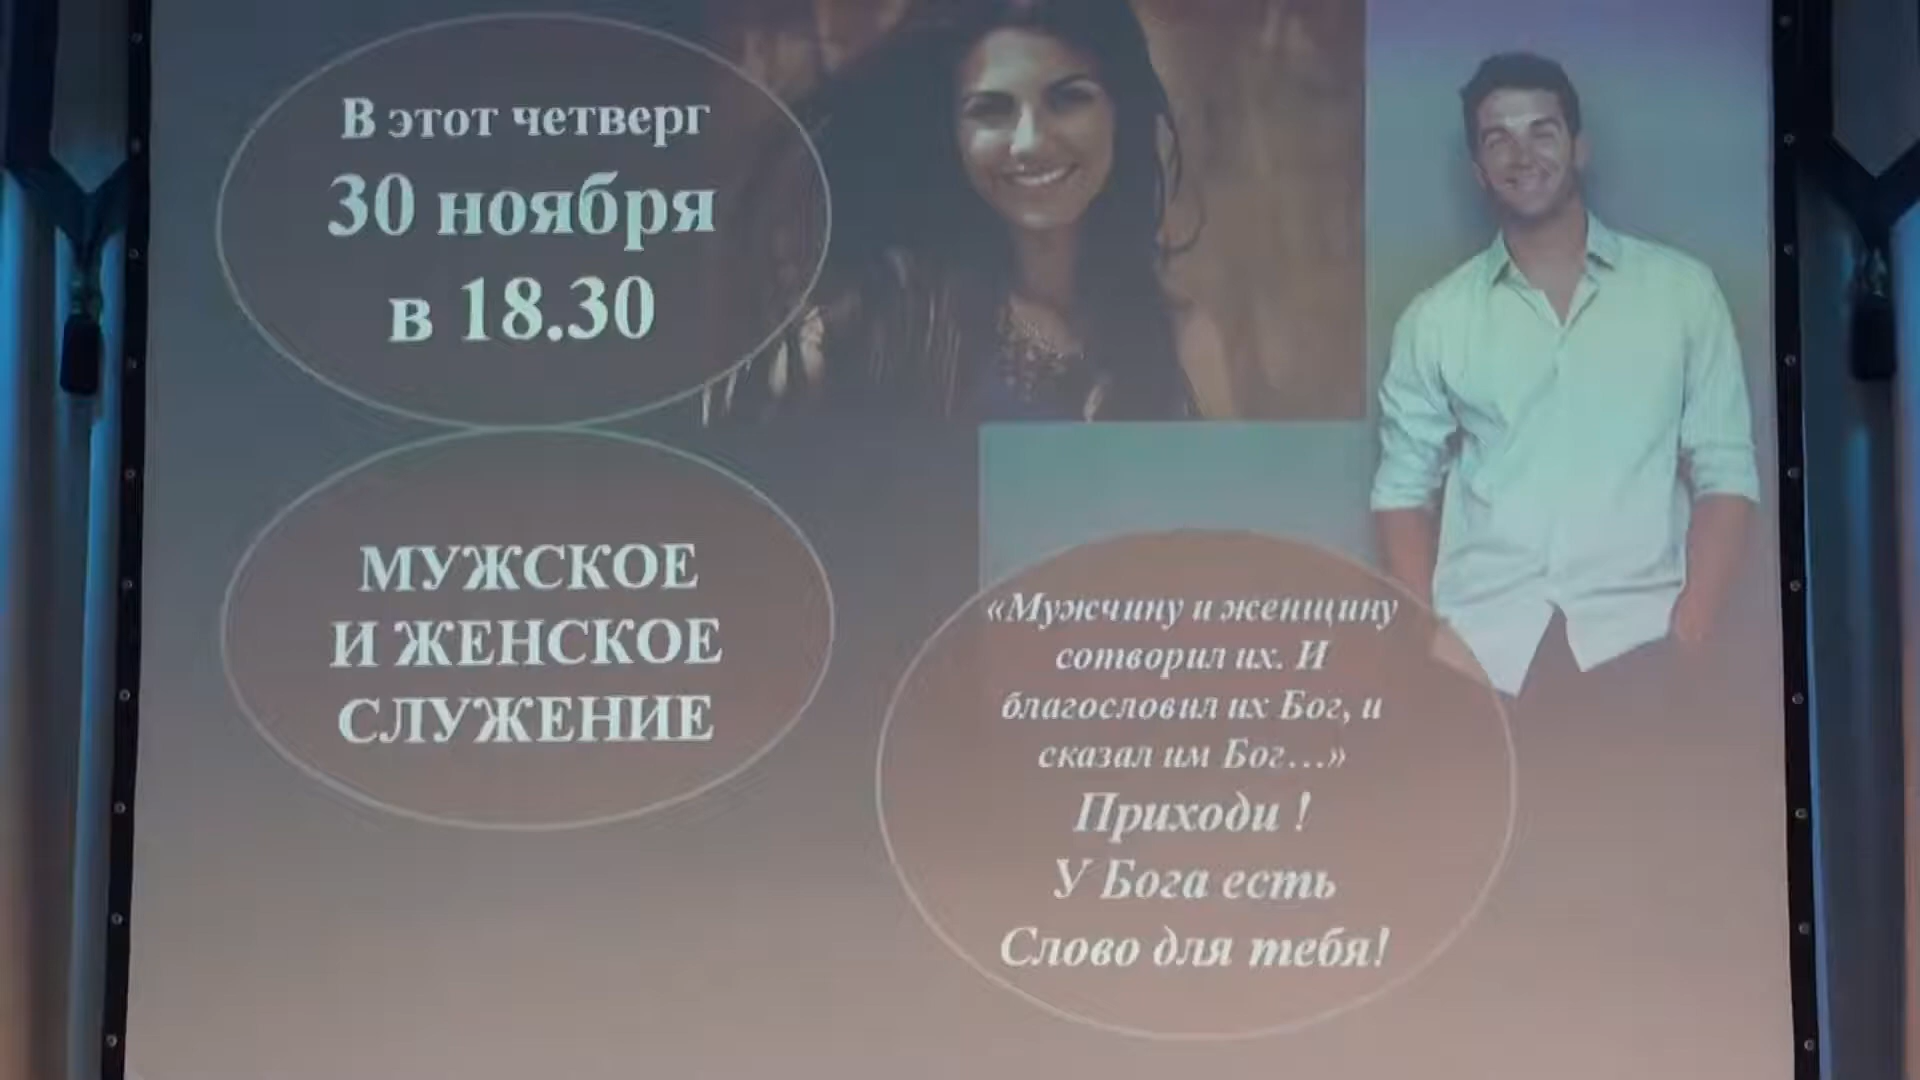 В этот четверг
30 ноября
в 18.30
МУЖСКОЕ
И ЖЕНСКОЕ
СЛУЖЕНИЕ
«Мужчину и женщину
сотворил их. И
благословил их Бог, и
сказал им Бог...»
Приходи !
У Бога есть
Слово для тебя!